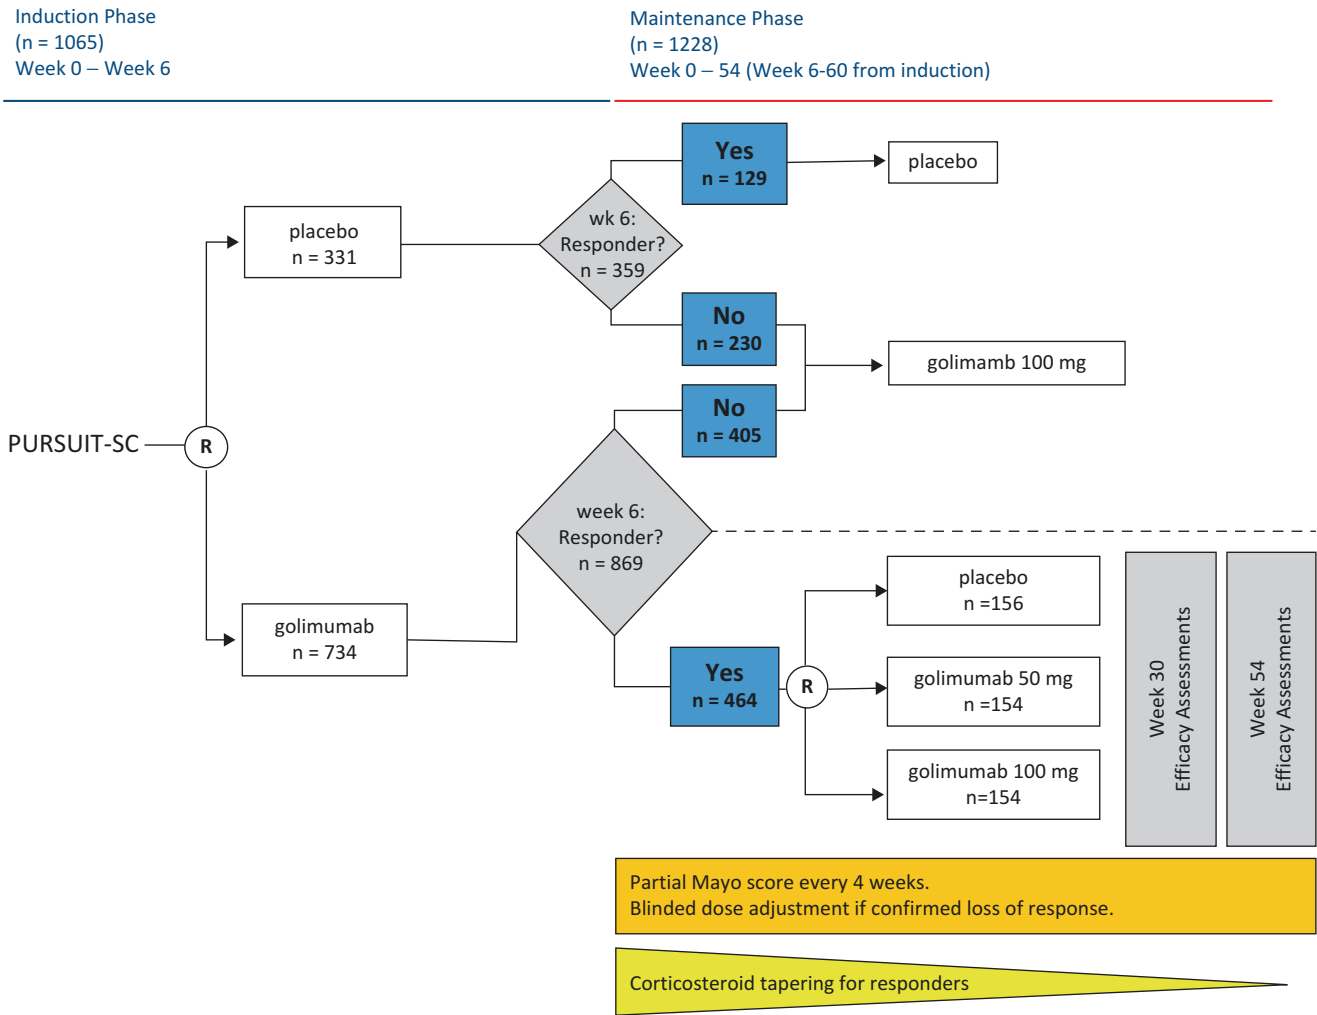 Induction Phase
(n = 1065)
Week 0 – Week 6
Maintenance Phase
(n = 1228)
Week 0 – 54 (Week 6-60 from induction)
Yes
n = 129
placebo
placebo
n = 331
wk 6:
Responder?
n = 359
No
n = 230
golimamb 100 mg
No
n = 405
PURSUIT-SC
R
week 6:
Responder?
n = 869
golimumab
n = 734
Yes
n = 464
R
placebo
n =156
golimumab 50 mg
n =154
golimumab 100 mg
n=154
Week 30
Efficacy Assessments
Week 54
Efficacy Assessments
Partial Mayo score every 4 weeks.
Blinded dose adjustment if confirmed loss of response.
Corticosteroid tapering for responders